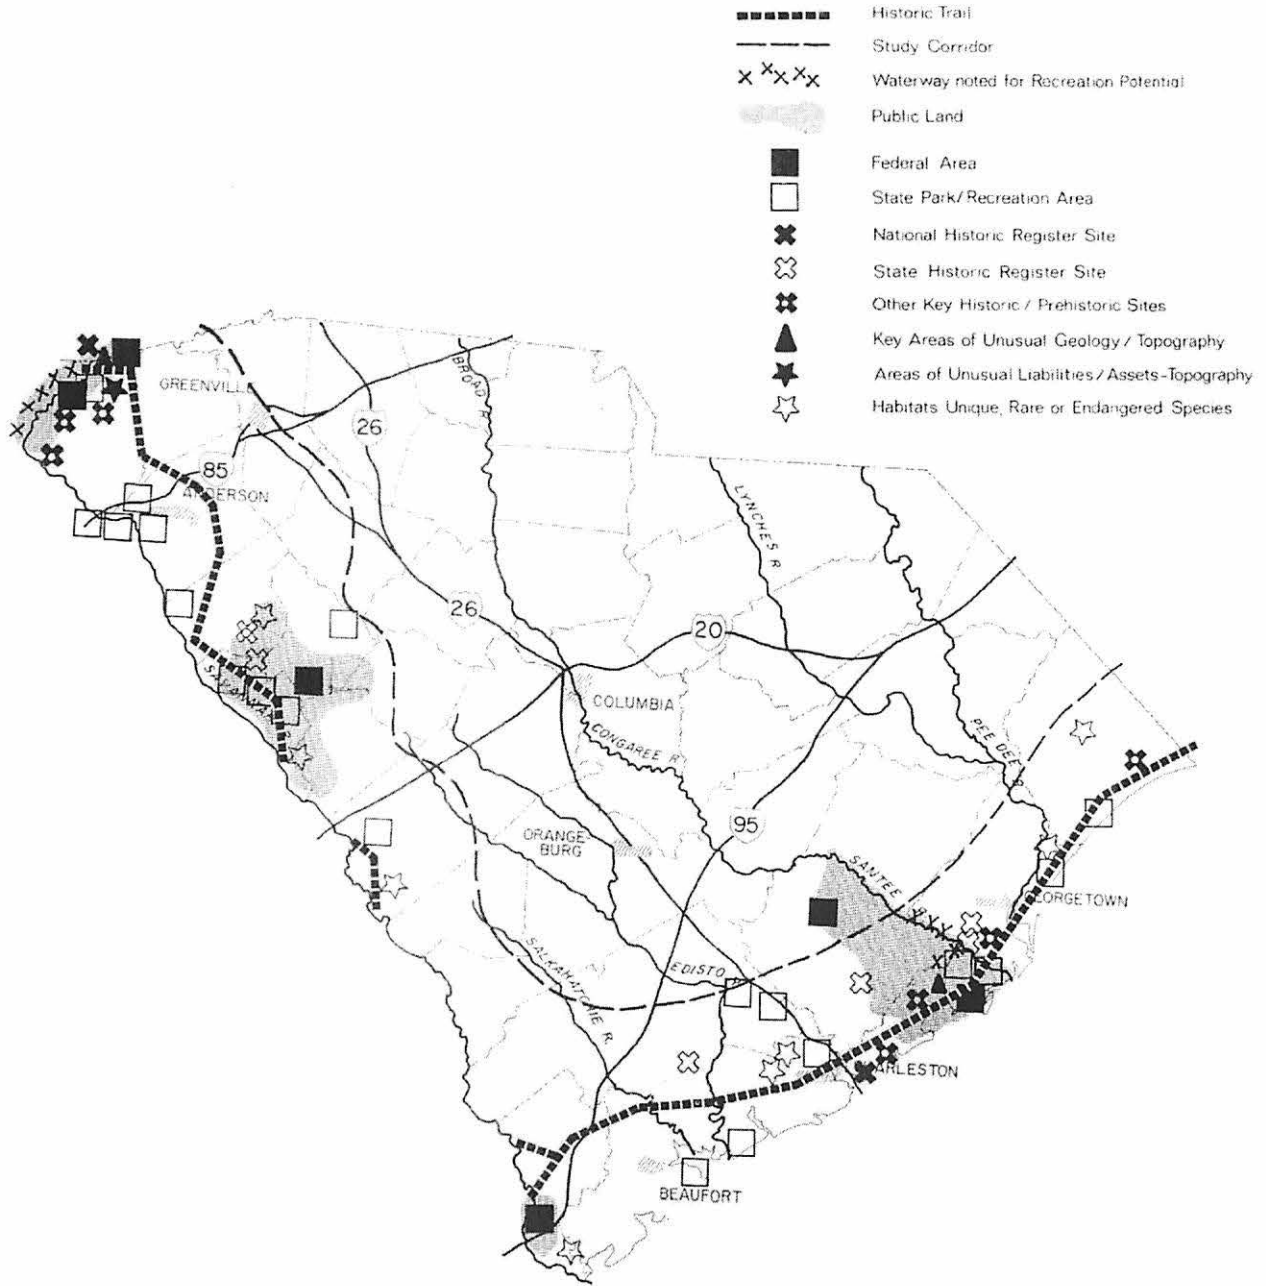 Historic Trail
Study Corridor
Waterway noted for Recreation Potential
Public Land
Federal Area
State Park/Recreation Area
National Historic Register Site
State Historic Register Site
Other Key Historic / Prehistoric Sites
Key Areas of Unusual Geology / Topography
Areas of Unusual Liabilities/Assets-Topography
Habitats Unique, Rare or Endangered Species
GREENVILLE
BROAD R.
26
85
ANDERSON
LYNCHES R.
26
20
COLUMBIA
CONGAREE R.
PEE DEE R.
95
ORANGE-
BURG
SANTEE R.
GEORGETOWN
SALKAHATCHIE R.
EDISTO
CHARLESTON
BEAUFORT